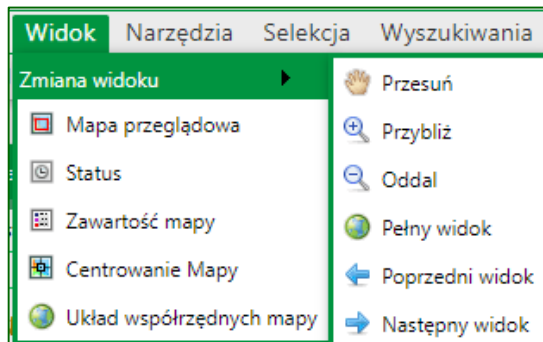 Widok Narzędzia Selekcja Wyszukiwania
Zmiana widoku
Mapa przeglądowa
Status
Zawartość mapy
Centrowanie Mapy
Układ współrzędnych mapy
Przesuń
Przybliż
Oddal
Pełny widok
Poprzedni widok
Następny widok